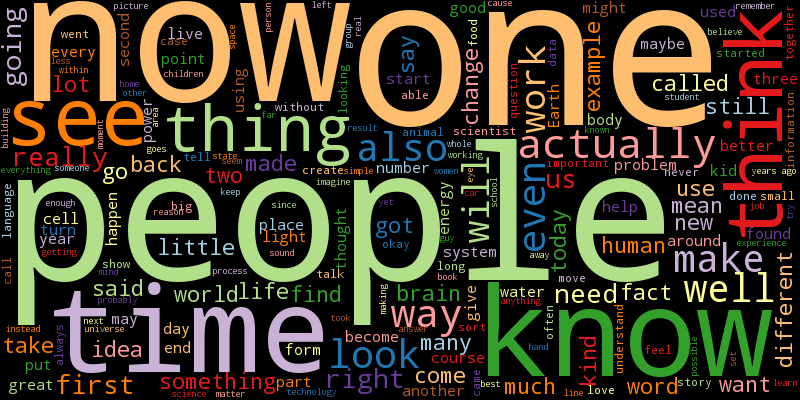 now
one
people
time
know
see
thing
think
going
second
every
went
picture
within
less
case
live
point
lot
power
area
really
goes
building
moment
children
person
space
using
without
looking
left
group
real
say
start
able
good
change
food
cause
question
work
Earth
data
example
might
used
maybe
called
still
body
remember
believe
started
student
three
together
information
better
also
animal
scientist
actually
whole
working
known
result
far
tell
state
seem
imagine
create
simple
women
number
made
back
two
go
everything
someone
language
enough
cell
turn
year
getting
happen
big
reason
keep
little
since
place
light
sound
thought
yet
got
okay
energy
guy
will
eye
car
school
even
us
important
problem
never
kid
years ago
use
mean
new
done
small
job
try
found
experience
around
help
human
today
away
system
long
book
talk
process
show
mind
probably
call
said
world
life
find
brain
water
need
fact
well
make
move
anything
different
often
give
making
way
took
may
next
universe
day
end
form
become
many
look
answer
sort
course
come
instead
take
put
always
idea
great
first
something
science
matter
part
technology
right
another
came
best
much
line
love
hand
kind
understand
feel
word
story
possible
set
want
learn